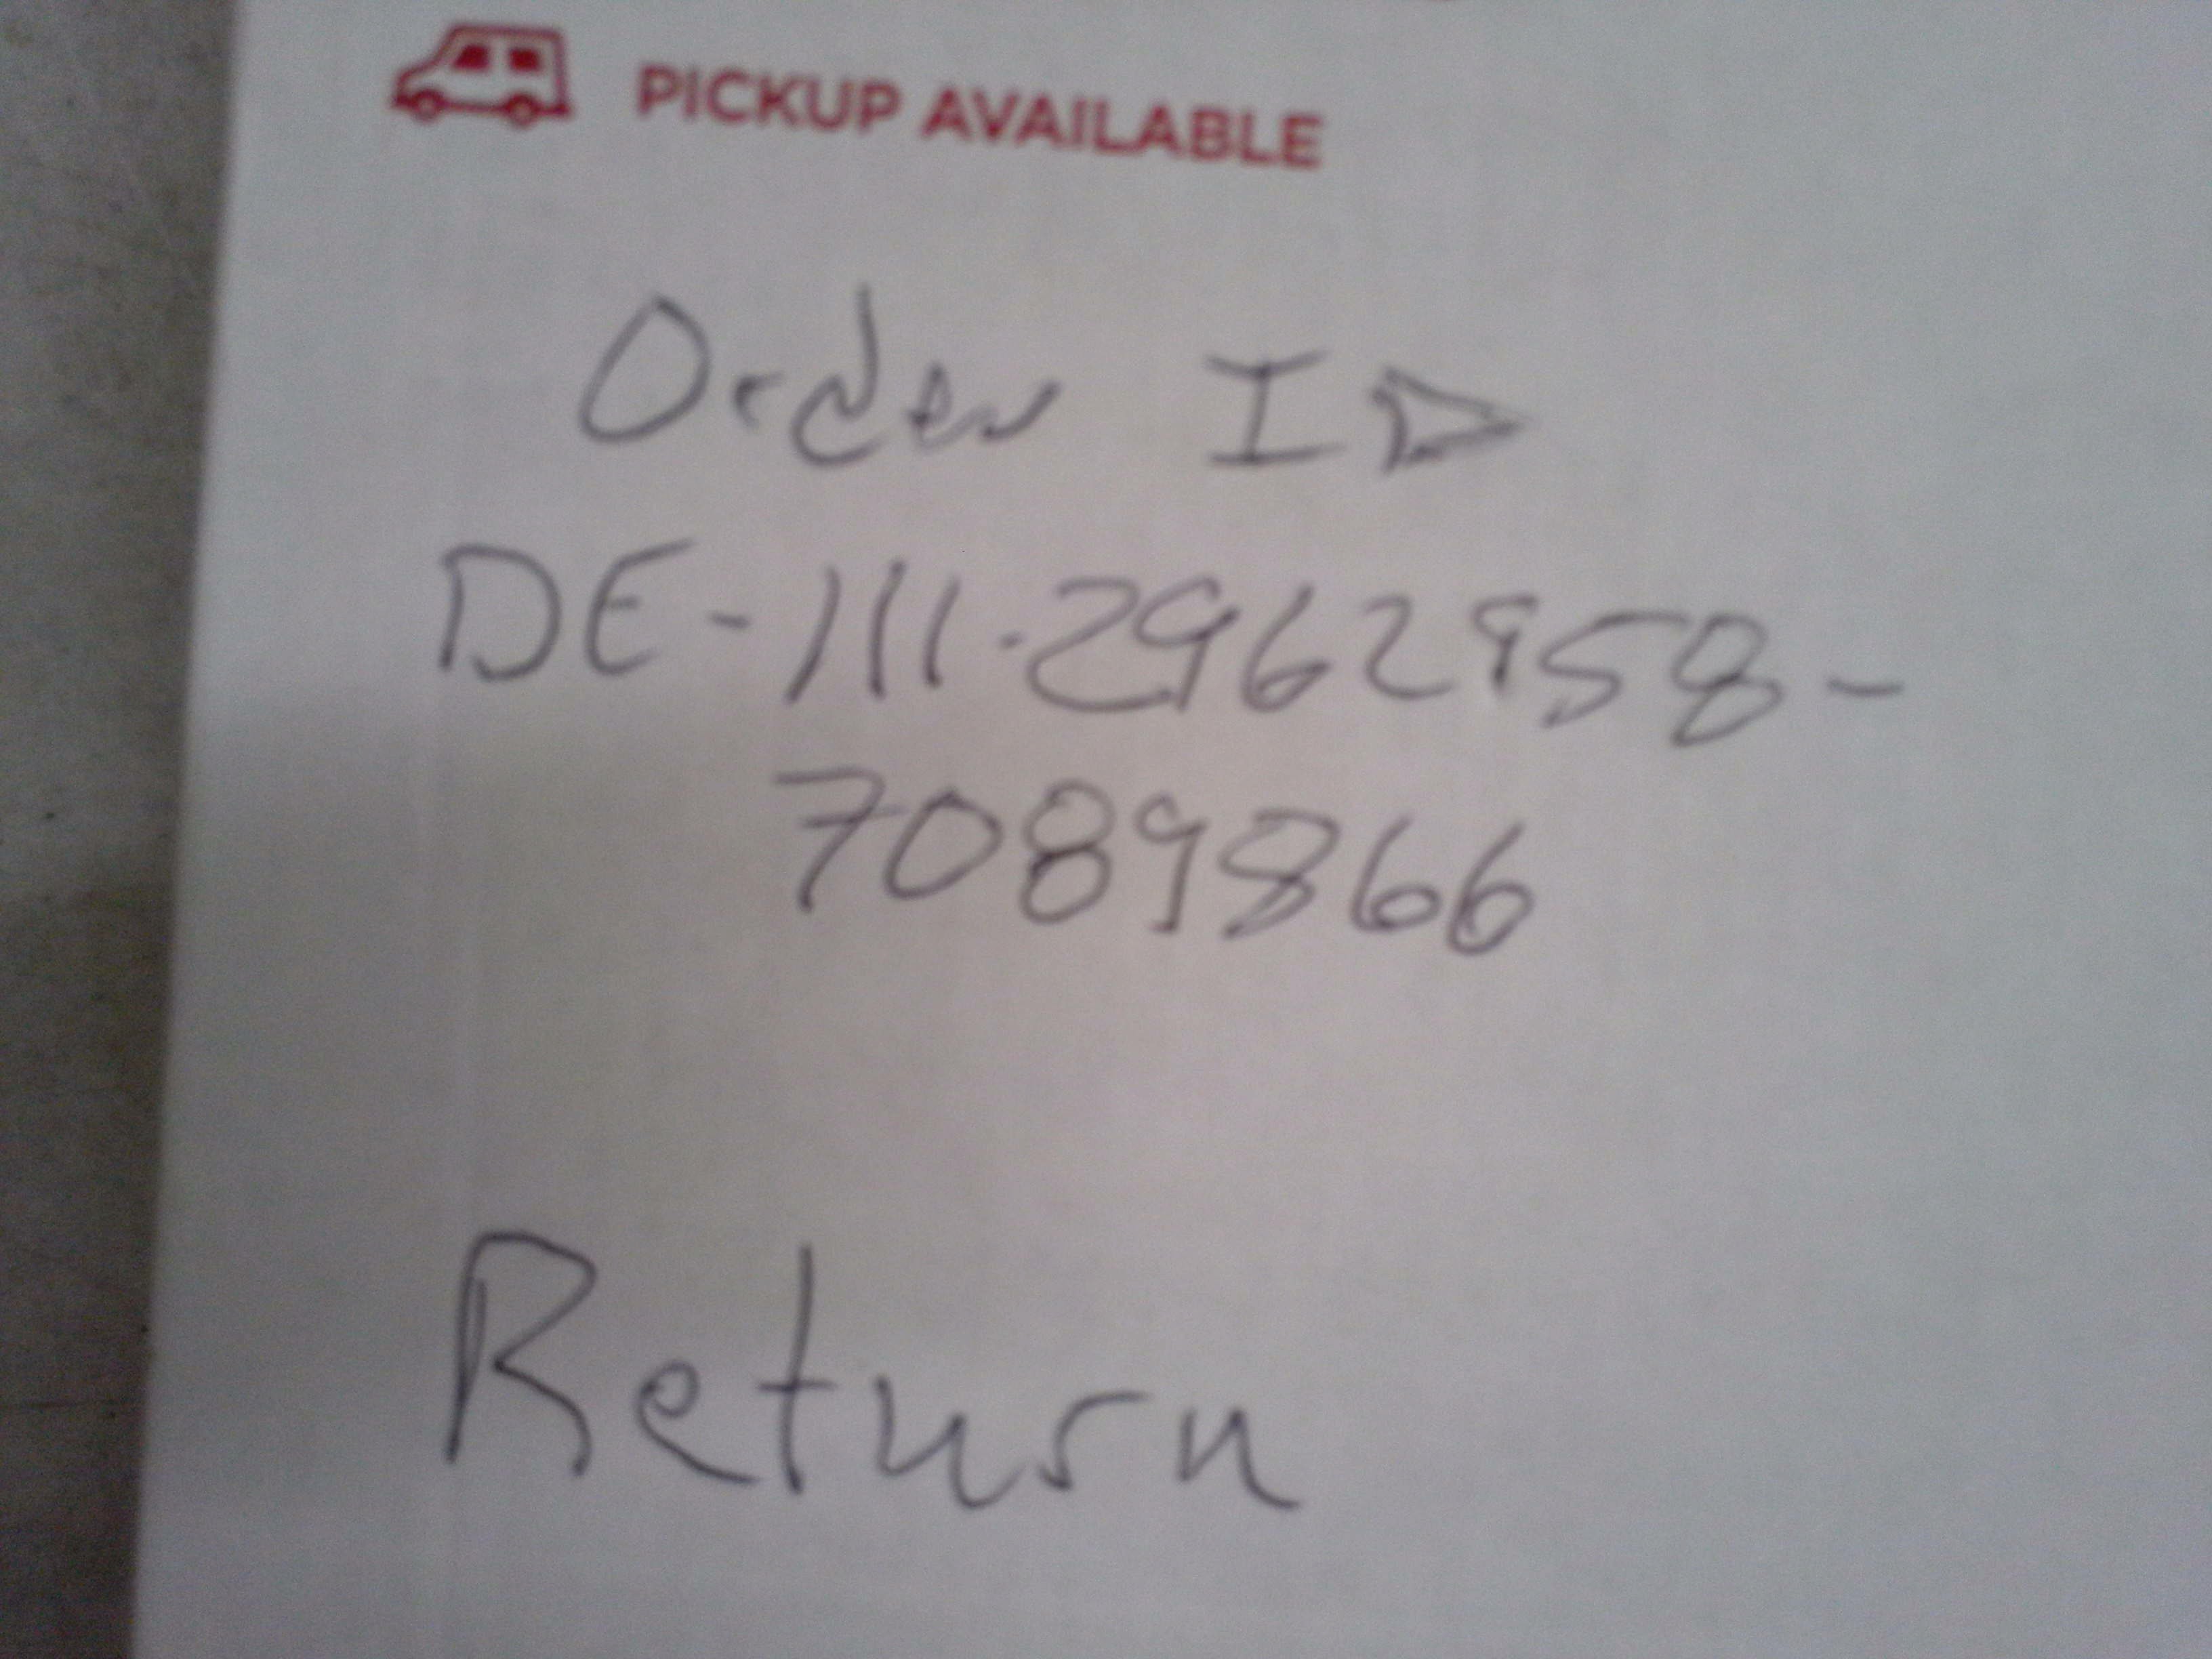 PICKUP AVAILABLE
Order ID
DE-111-2962958-
7089866
Return